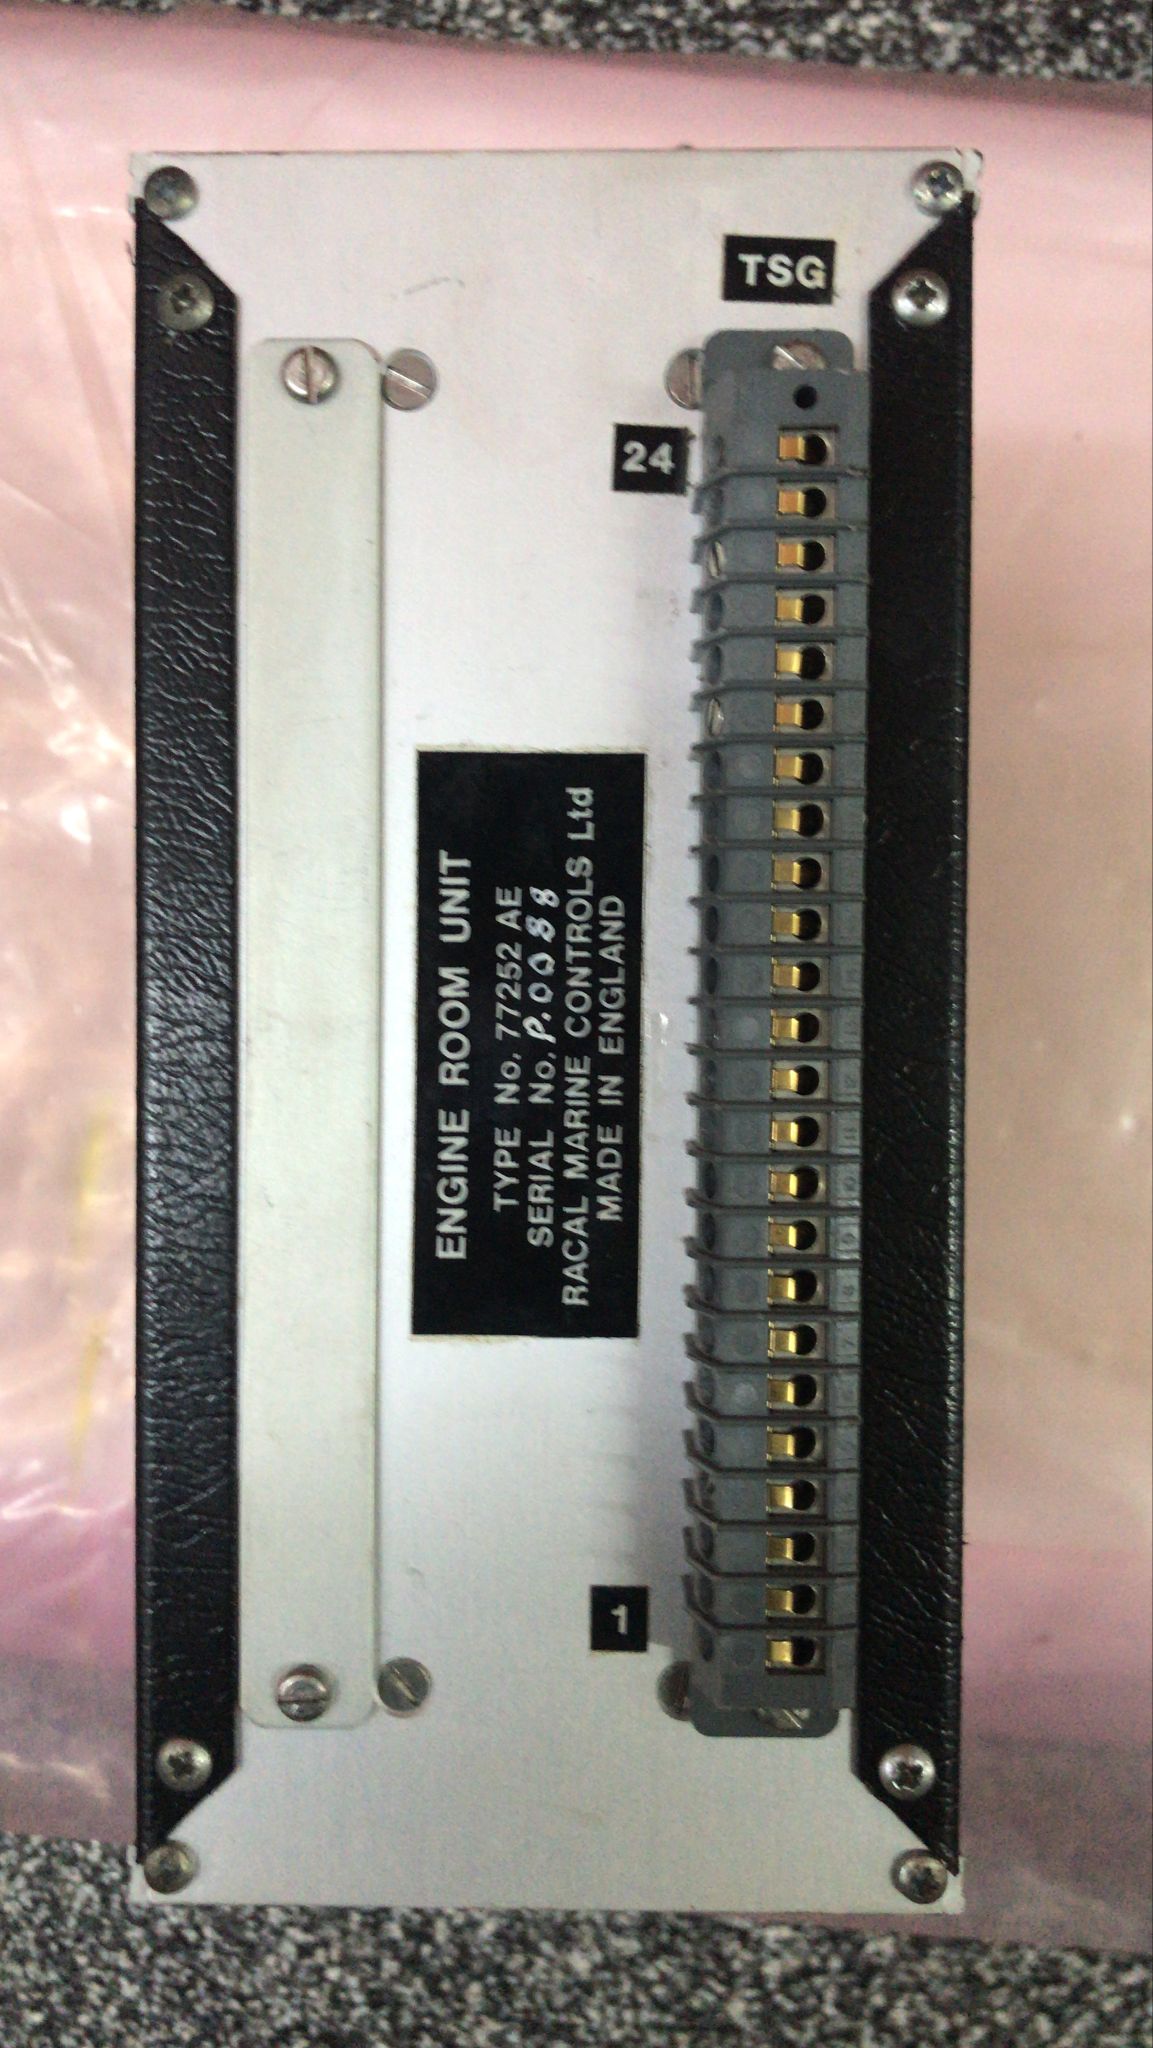 TSG
24
ENGINE ROOM UNIT
TYPE No. 77252 AE
SERIAL No. P.0088
RACAL MARINE CONTROLS Ltd
MADE IN ENGLAND
1